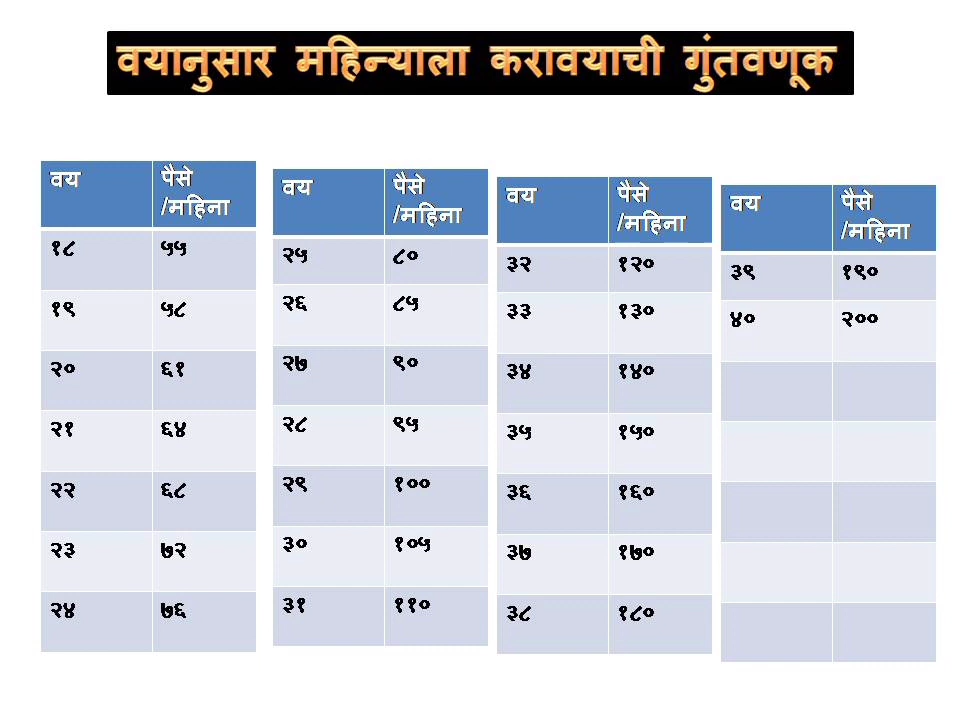 वयानुसार महिन्याला करावयाची गुंतवणूक
वय पैसे
/महिना
१८ ५५
१९ ५८
२० ६१
२१ ६४
२२ ६८
२३ ७२
२४ ७६
वय पैसे
/महिना
२५ ८०
२६ ८५
२७ ९०
२८ ९५
२९ १००
३० १०५
३१ ११०
वय पैसे
/महिना
३२ १२०
३३ १३०
३४ १४०
३५ १५०
३६ १६०
३७ १७०
३८ १८०
वय पैसे
/महिना
३९ १९०
४० २००